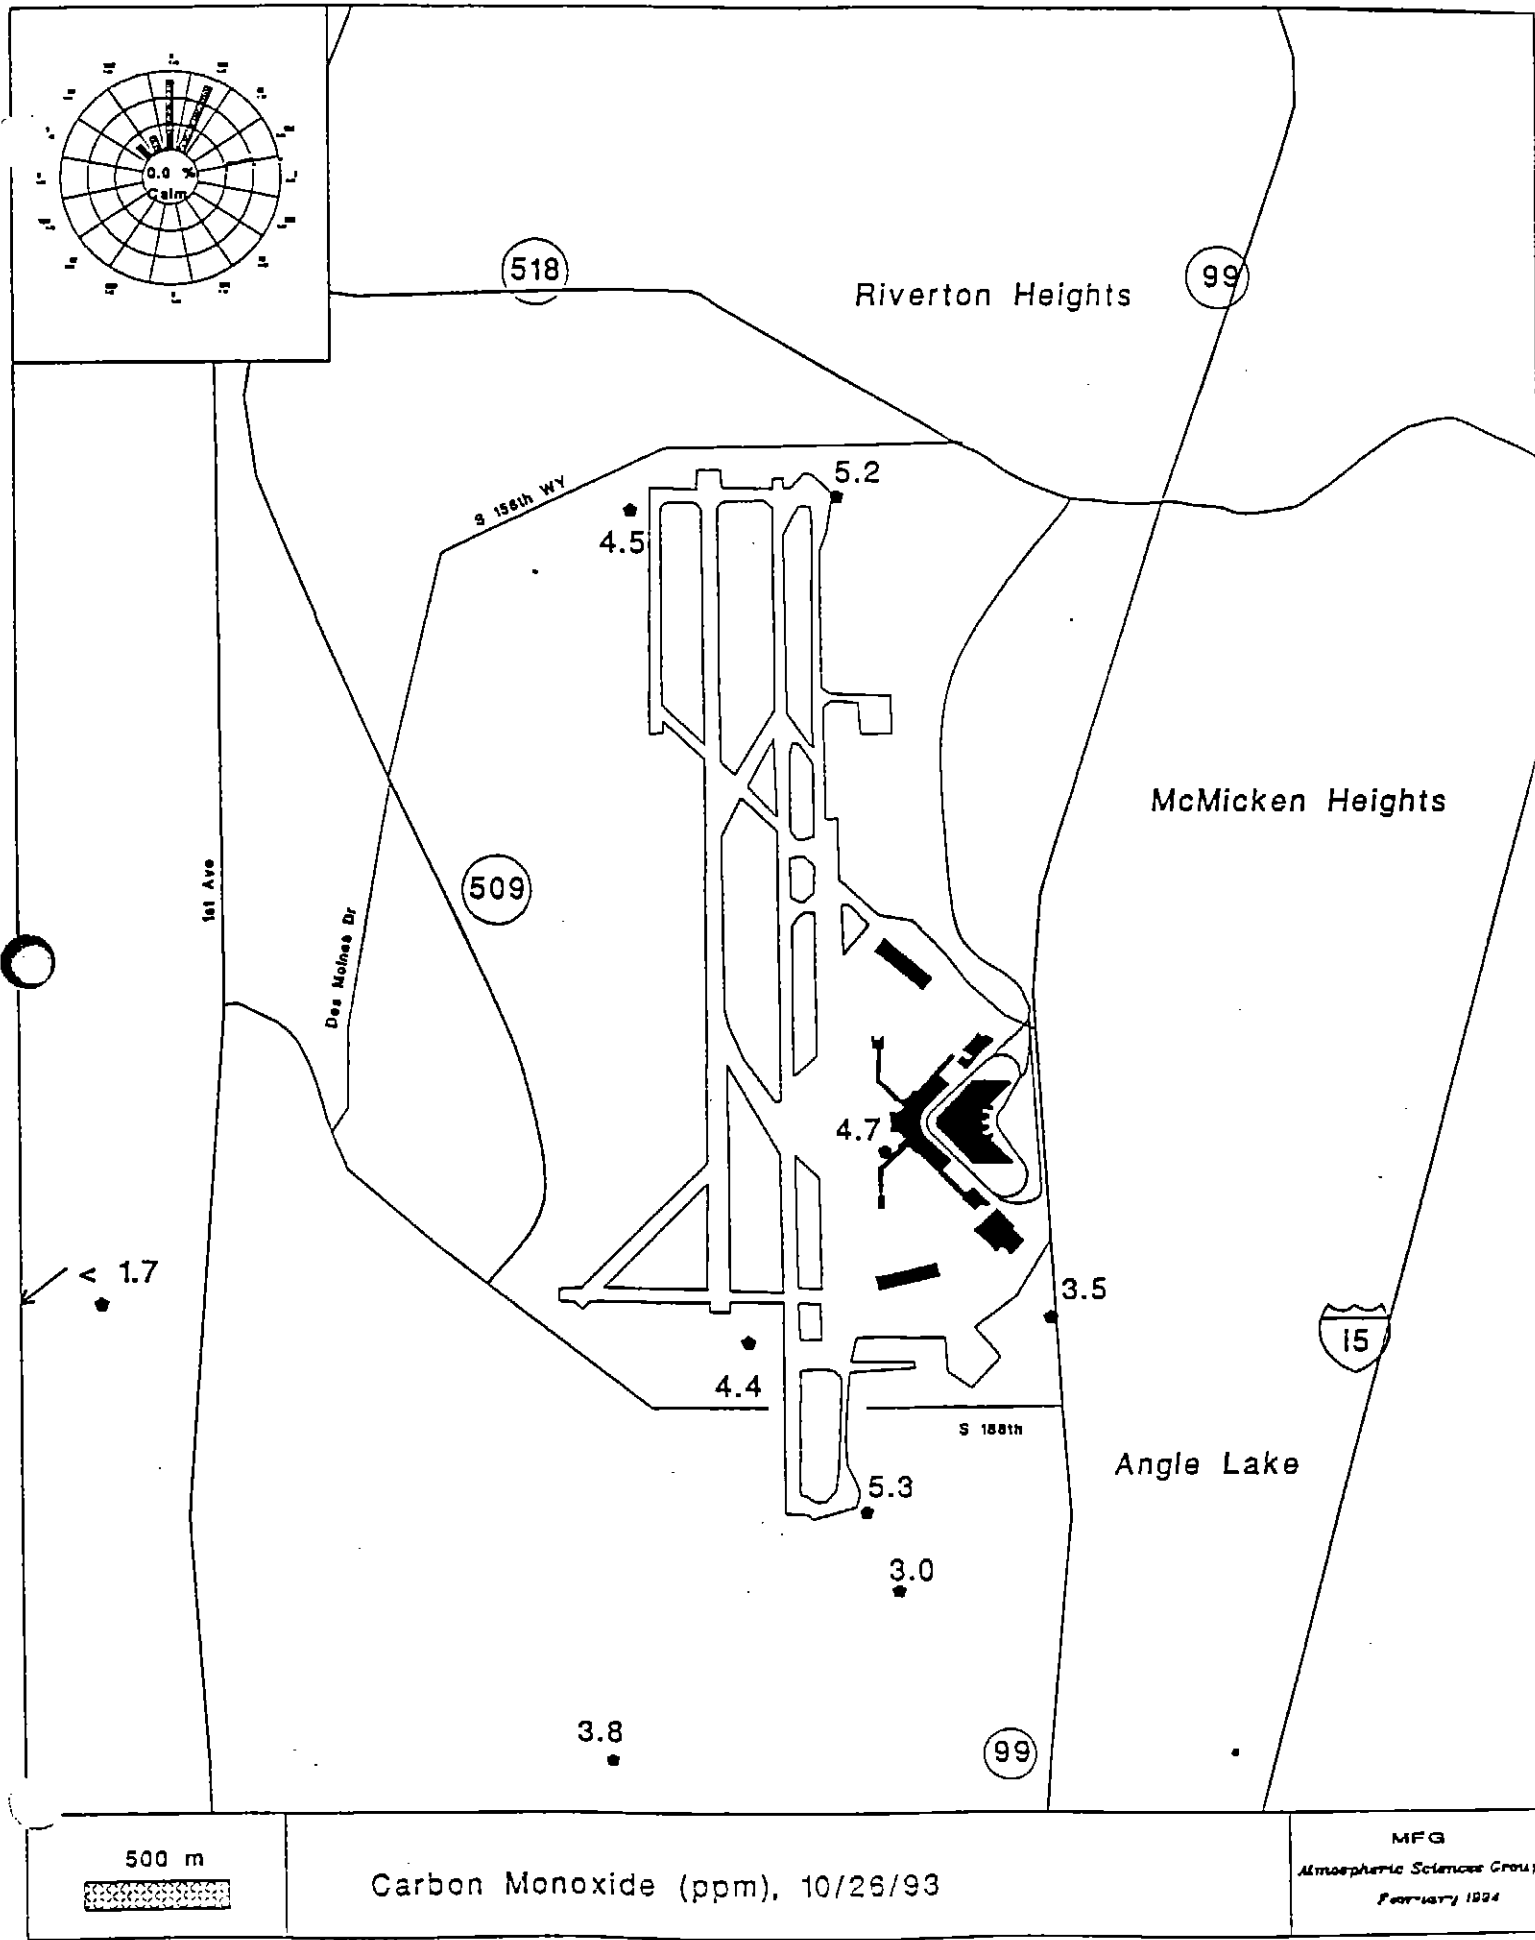 0.0 %
Calm
518
Riverton Heights
99
5.2
S 156th WY
4.5
McMicken Heights
1st Ave
509
Des Moines Dr
4.7
< 1.7
3.5
15
4.4
S 188th
Angle Lake
5.3
3.0
3.8
99
500 m
Carbon Monoxide (ppm), 10/26/93
MFG
Atmospheric Sciences Group
February 1994